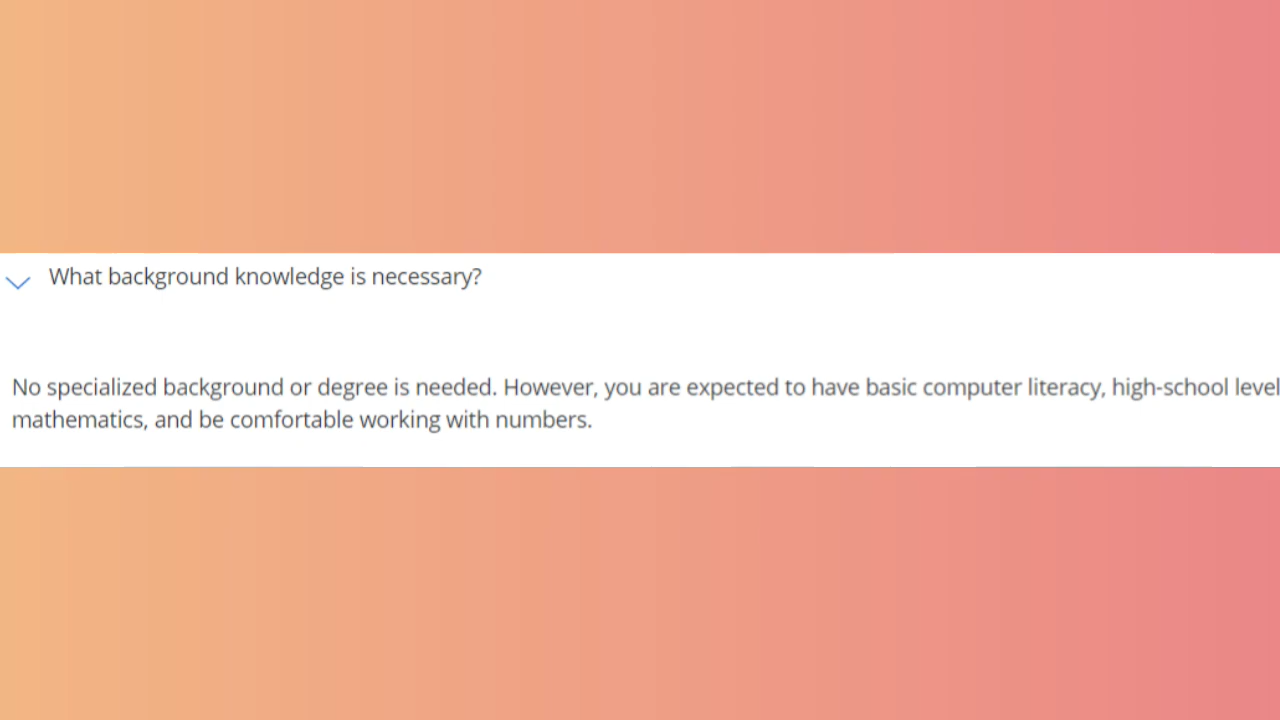 What background knowledge is necessary?
No specialized background or degree is needed. However, you are expected to have basic computer literacy, high-school level
mathematics, and be comfortable working with numbers.